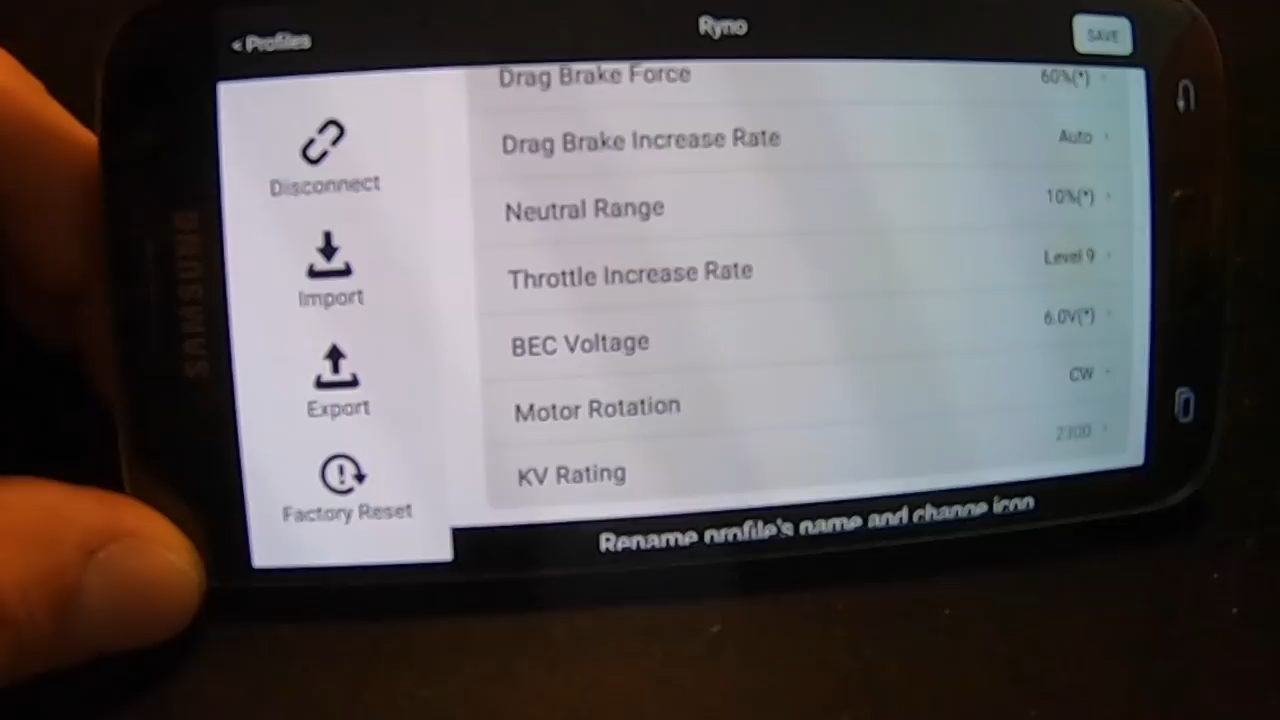 < Profiles
Ryno
SAVE
Drag Brake Force 60%(*) ›
Drag Brake Increase Rate Auto ›
Neutral Range 10%(*) ›
Throttle Increase Rate Level 9 ›
BEC Voltage 6.0V(*) ›
Motor Rotation CW ›
KV Rating 2300 ›
Disconnect
Import
Export
Factory Reset
Rename profile's name and change icon
SAMSUNG